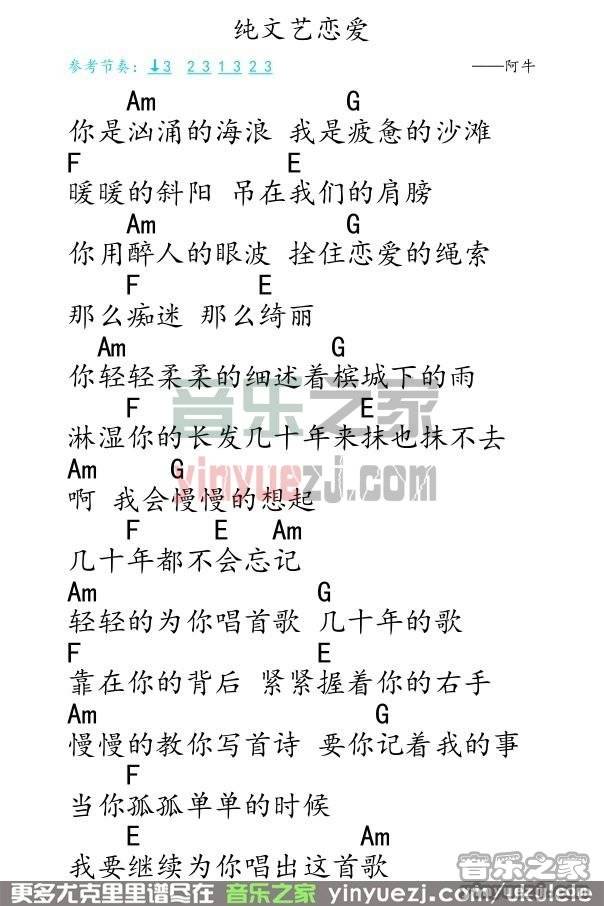 纯文艺恋爱
参考节奏：↓3 2 3 1 3 2 3 ——阿牛
Am G
你是汹涌的海浪 我是疲惫的沙滩
F E
暖暖的斜阳 吊在我们的肩膀
Am G
你用醉人的眼波 拴住恋爱的绳索
F E
那么痴迷 那么绮丽
Am G
你轻轻柔柔的细述着槟城下的雨
F E
淋湿你的长发几十年来抹也抹不去
Am G
啊 我会慢慢的想起
F E Am
几十年都不会忘记
Am G
轻轻的为你唱首歌 几十年的歌
F E
靠在你的背后 紧紧握着你的右手
Am G
慢慢的教你写首诗 要你记着我的事
F
当你孤孤单单的时候
E Am
我要继续为你唱出这首歌
音乐之家
yinyuezj.com
音乐之家
更多尤克里里谱尽在 音乐之家 yinyuezj.com/ukulele